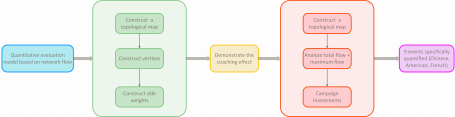 Quantitative evaluation
model based on network flow
Construct a
topological map
Construct vertices
Construct side
weights
Demonstrate the
coaching effect
Construct a
topological map
Analyze total flow +
maximum flow
Campaign
Investments
Presents specifically
quantified (Chinese,
American, French)